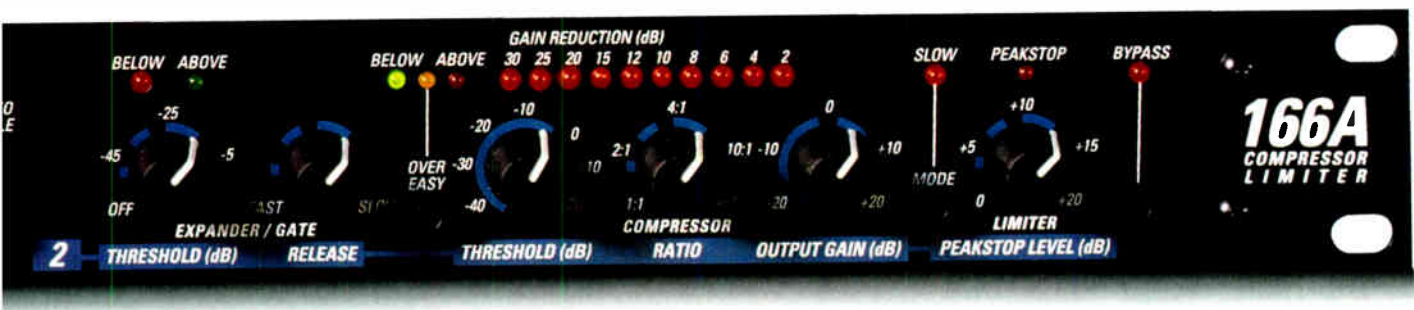 GAIN REDUCTION (dB)
BELOW ABOVE
BELOW ABOVE
30 25 20 15 12 10 8 6 4 2
SLOW
PEAKSTOP
BYPASS
-25
-45
-5
OFF
FAST
OVER
EASY
-10
-20
0
-30
10
-40
4:1
2:1
10:1
1:1
0
-10
+10
-20
+20
MODE
+10
+5
+15
0
+20
166A
COMPRESSOR
LIMITER
EXPANDER / GATE
COMPRESSOR
LIMITER
2
THRESHOLD (dB)
RELEASE
THRESHOLD (dB)
RATIO
OUTPUT GAIN (dB)
PEAKSTOP LEVEL (dB)